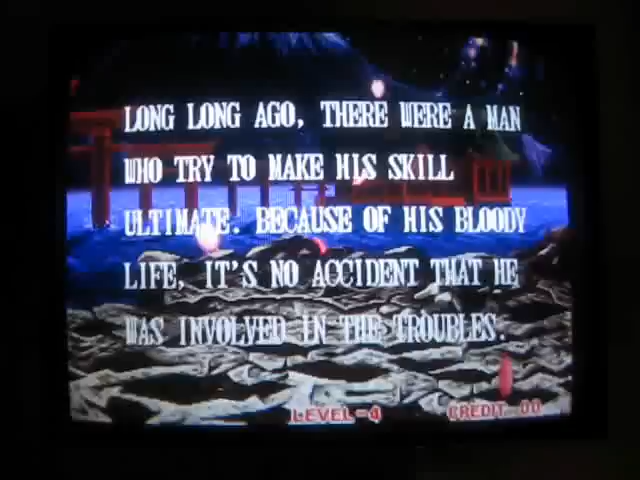 LONG LONG AGO, THERE WERE A MAN
WHO TRY TO MAKE HIS SKILL
ULTIMATE. BECAUSE OF HIS BLOODY
LIFE, IT'S NO ACCIDENT THAT HE
WAS INVOLVED IN THE TROUBLES.
LEVEL-4 CREDIT 00